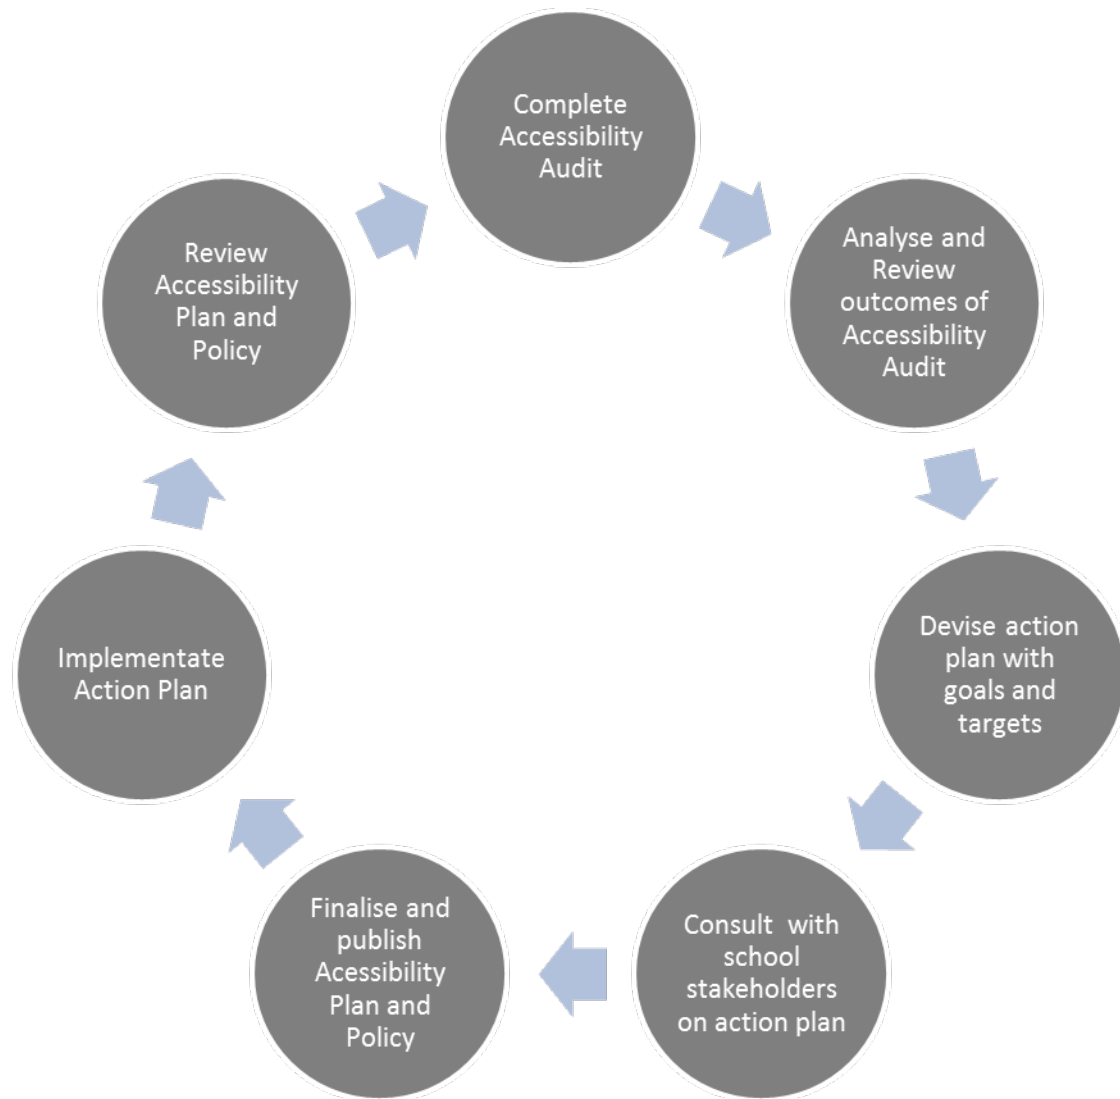 Complete
Accessibility
Audit
Analyse and
Review
outcomes of
Accessibility
Audit
Devise action
plan with
goals and
targets
Consult with
school
stakeholders
on action plan
Finalise and
publish
Acessibility
Plan and
Policy
Implementate
Action Plan
Review
Accessibility
Plan and
Policy